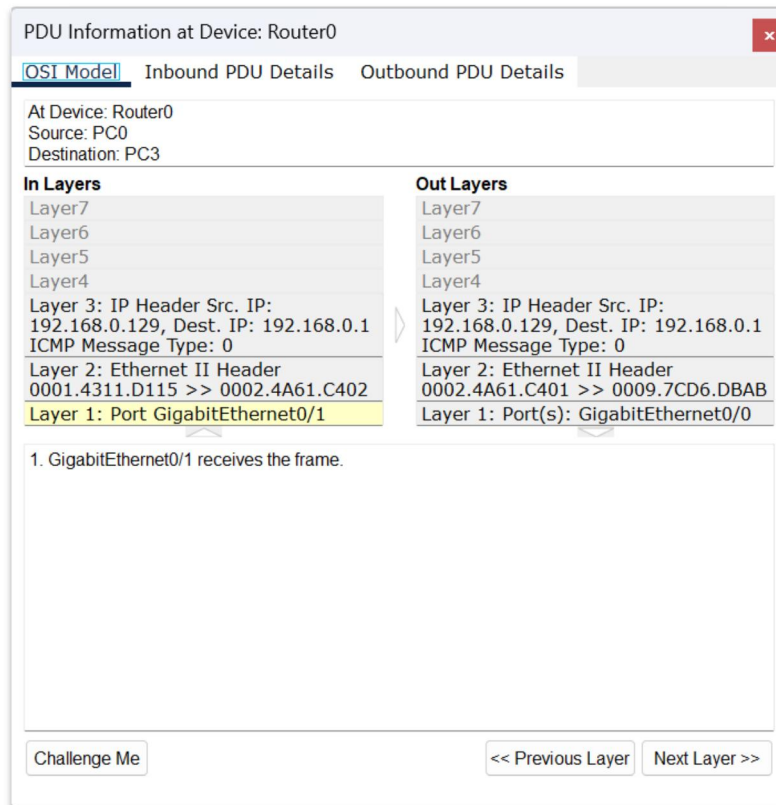 PDU Information at Device: Router0
x
OSI Model Inbound PDU Details Outbound PDU Details
At Device: Router0
Source: PC0
Destination: PC3
In Layers
Layer7
Layer6
Layer5
Layer4
Layer 3: IP Header Src. IP:
192.168.0.129, Dest. IP: 192.168.0.1
ICMP Message Type: 0
Layer 2: Ethernet II Header
0001.4311.D115 >> 0002.4A61.C402
Layer 1: Port GigabitEthernet0/1
Out Layers
Layer7
Layer6
Layer5
Layer4
Layer 3: IP Header Src. IP:
192.168.0.129, Dest. IP: 192.168.0.1
ICMP Message Type: 0
Layer 2: Ethernet II Header
0002.4A61.C401 >> 0009.7CD6.DBAB
Layer 1: Port(s): GigabitEthernet0/0
1. GigabitEthernet0/1 receives the frame.
Challenge Me
<< Previous Layer
Next Layer >>